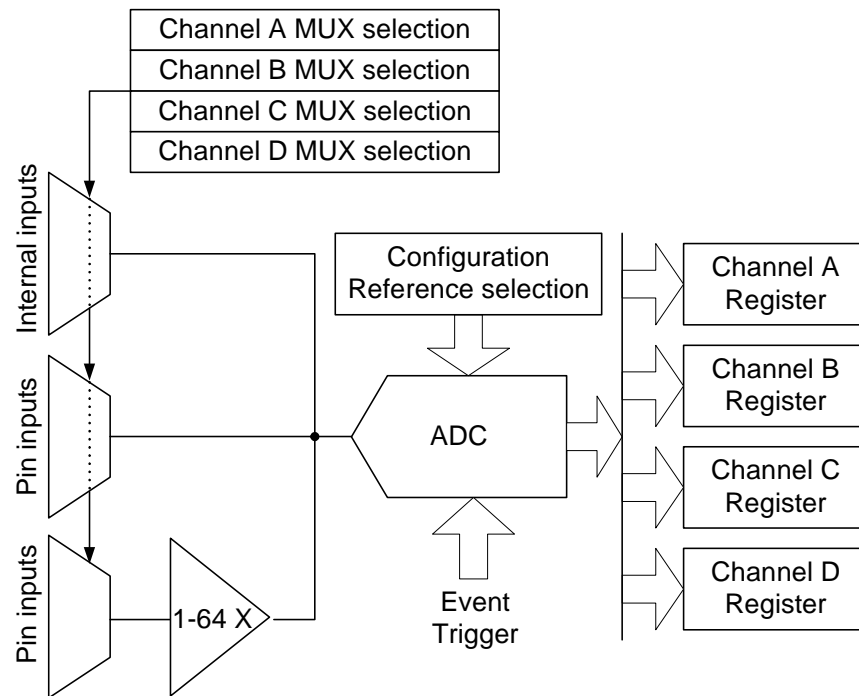 Channel A MUX selection
Channel B MUX selection
Channel C MUX selection
Channel D MUX selection
Internal inputs
Pin inputs
Pin inputs
1-64 X
Configuration
Reference selection
ADC
Event
Trigger
Channel A
Register
Channel B
Register
Channel C
Register
Channel D
Register